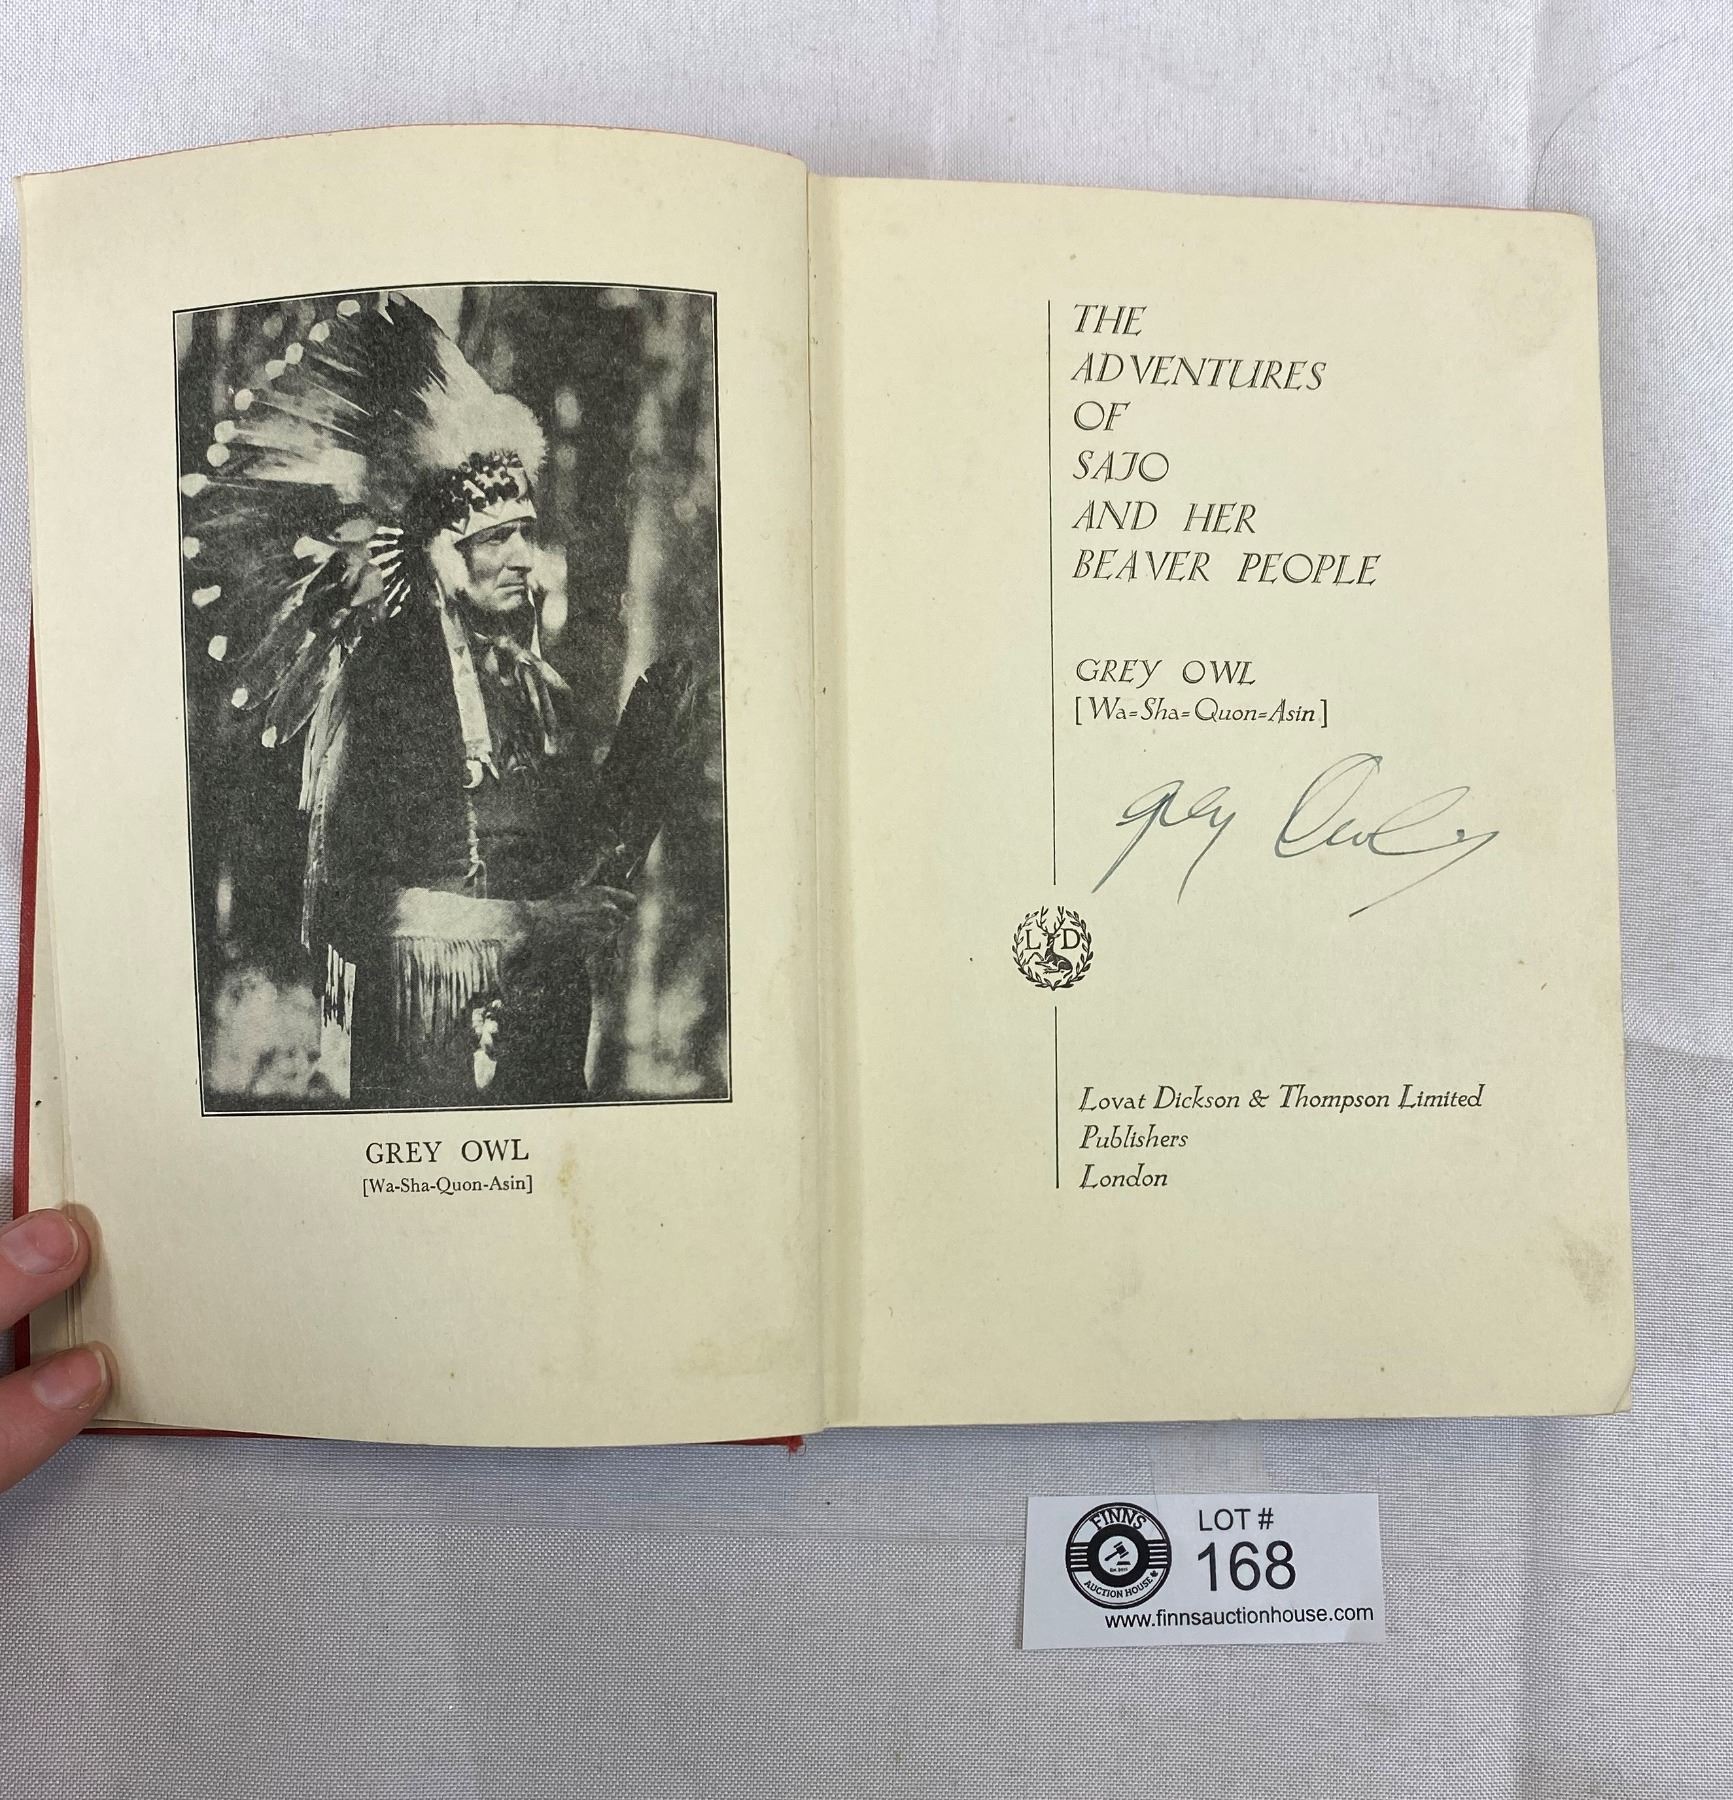 GREY OWL
[Wa-Sha-Quon-Asin]
THE
ADVENTURES
OF
SAJO
AND HER
BEAVER PEOPLE
GREY OWL
[Wa-Sha-Quon-Asin]
Grey Owl
L D
Lovat Dickson & Thompson Limited
Publishers
London
FINNS
AUCTION HOUSE
LOT #
168
www.finnsauctionhouse.com